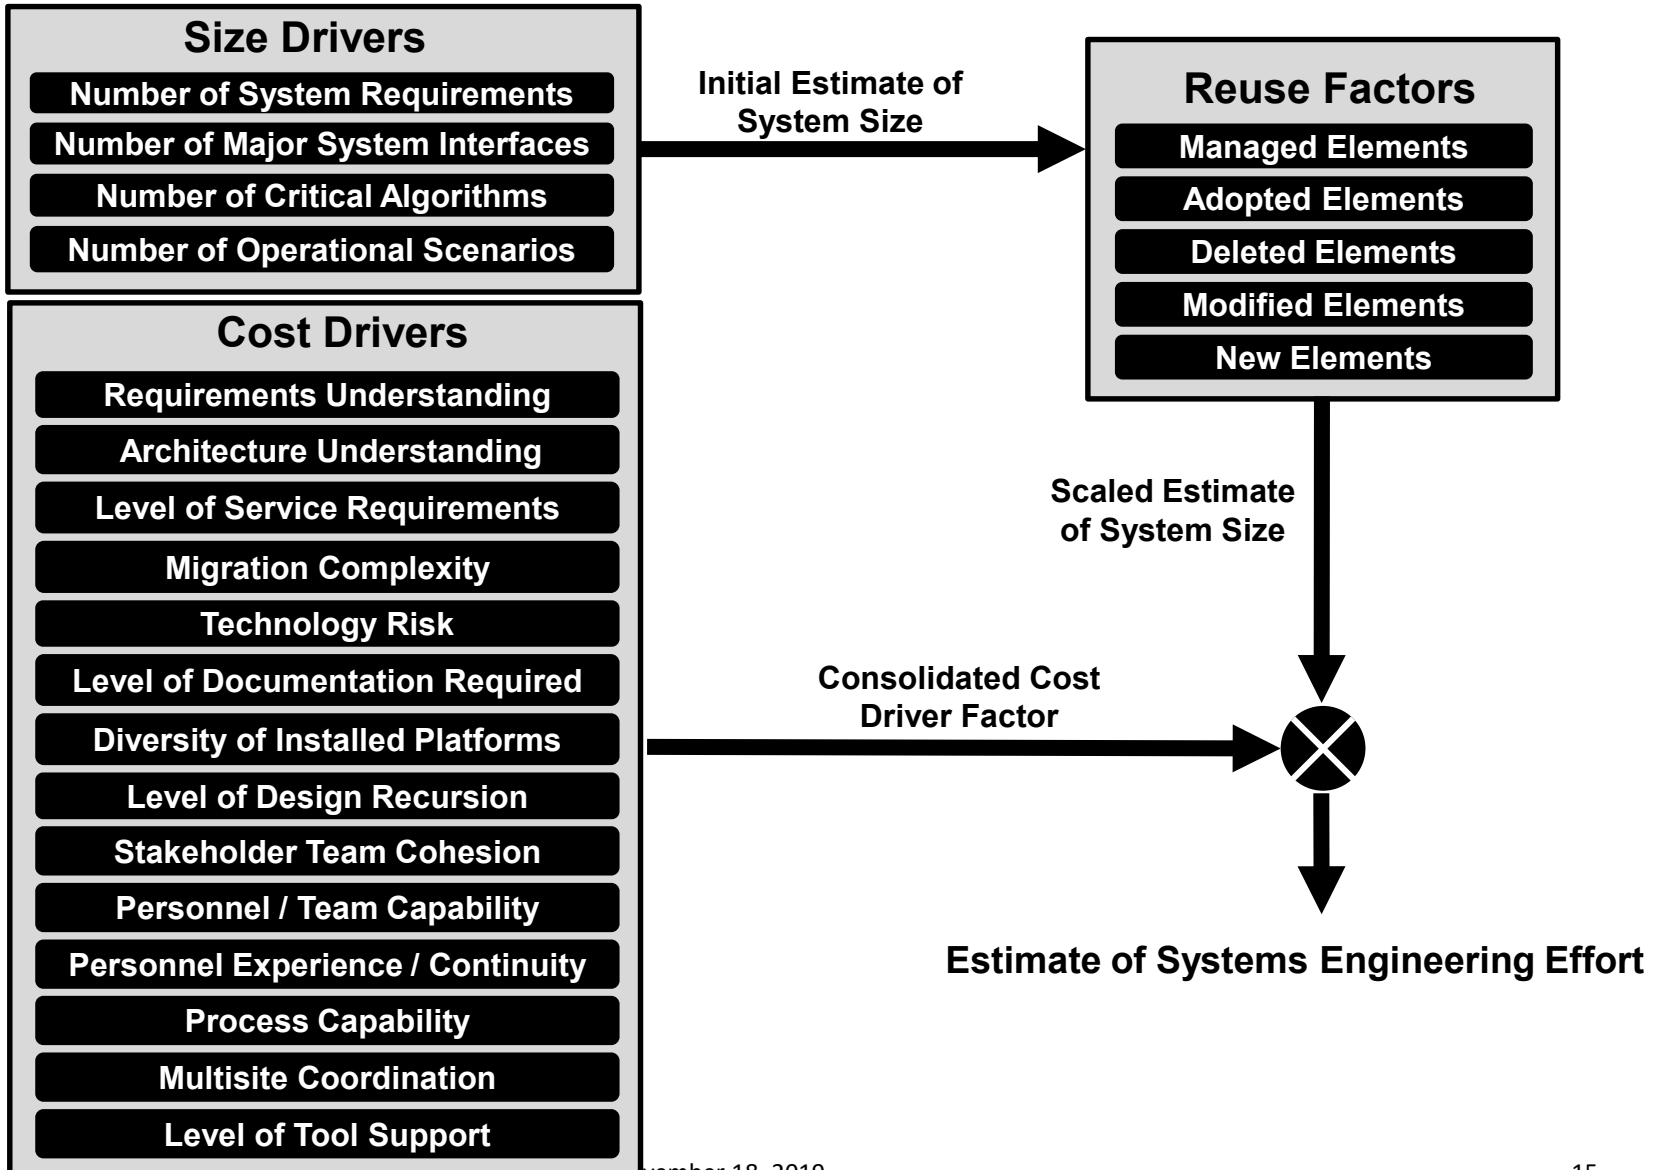 Size Drivers
Number of System Requirements
Number of Major System Interfaces
Number of Critical Algorithms
Number of Operational Scenarios
Initial Estimate of
System Size
Reuse Factors
Managed Elements
Adopted Elements
Deleted Elements
Modified Elements
New Elements
Scaled Estimate
of System Size
Cost Drivers
Requirements Understanding
Architecture Understanding
Level of Service Requirements
Migration Complexity
Technology Risk
Level of Documentation Required
Diversity of Installed Platforms
Level of Design Recursion
Stakeholder Team Cohesion
Personnel / Team Capability
Personnel Experience / Continuity
Process Capability
Multisite Coordination
Level of Tool Support
Consolidated Cost
Driver Factor
Estimate of Systems Engineering Effort
15